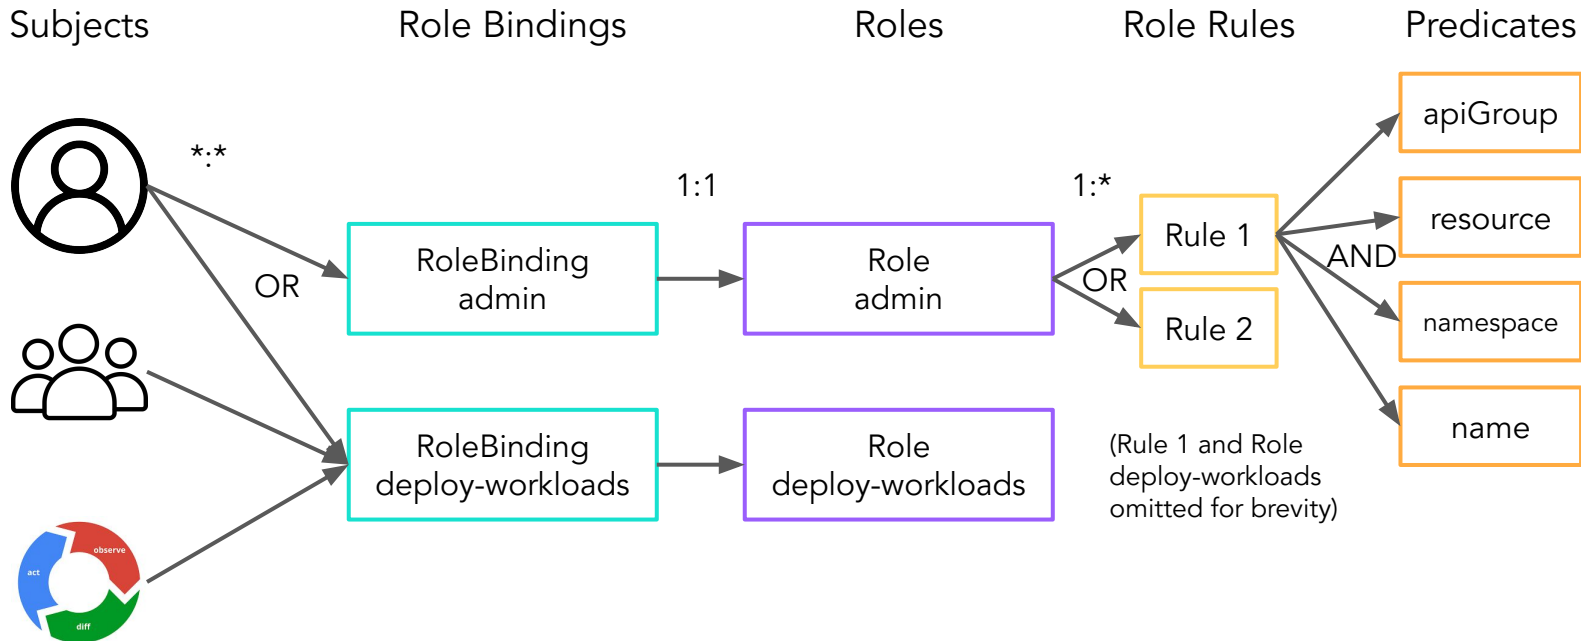 Subjects
Role Bindings
Roles
Role Rules
Predicates
*:*
OR
RoleBinding
admin
1:1
Role
admin
1:*
OR
Rule 1
Rule 2
AND
apiGroup
resource
namespace
name
RoleBinding
deploy-workloads
Role
deploy-workloads
(Rule 1 and Role
deploy-workloads
omitted for brevity)
observe
act
diff